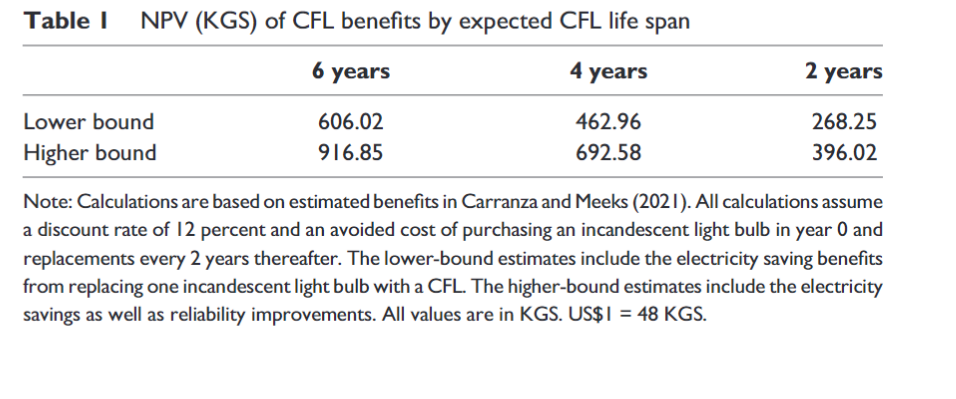 Table 1 NPV (KGS) of CFL benefits by expected CFL life span
6 years 4 years 2 years
Lower bound 606.02 462.96 268.25
Higher bound 916.85 692.58 396.02
Note: Calculations are based on estimated benefits in Carranza and Meeks (2021). All calculations assume
a discount rate of 12 percent and an avoided cost of purchasing an incandescent light bulb in year 0 and
replacements every 2 years thereafter. The lower-bound estimates include the electricity saving benefits
from replacing one incandescent light bulb with a CFL. The higher-bound estimates include the electricity
savings as well as reliability improvements. All values are in KGS. US$1 = 48 KGS.